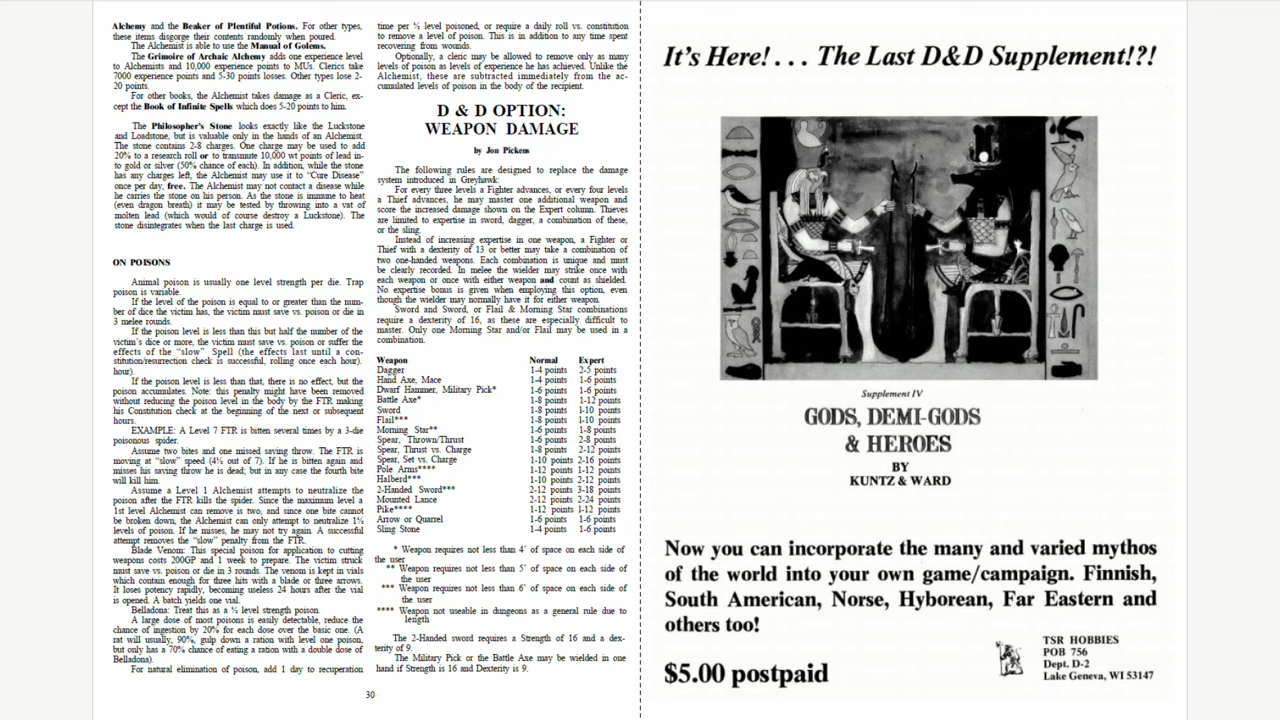 Alchemy and the Beaker of Plentiful Potions. For other types,
these items disgorge their contents randomly when poured.
The Alchemist is able to use the Manual of Golems.
The Grimoire of Archaic Alchemy adds one experience level
to Alchemists and 10,000 experience points to MUs. Clerics take
7000 experience points and 5-30 points losses. Other types lose 2-
20 points.
For other books, the Alchemist takes damage as a Cleric, ex-
cept the Book of Infinite Spells which does 5-20 points to him.
The Philosopher's Stone looks exactly like the Luckstone
and Loadstone, but is valuable only in the hands of an Alchemist.
The stone contains 2-8 charges. One charge may be used to add
20% to a research roll or to transmute 10,000 wt points of lead in-
to gold or silver (50% chance of each). In addition, while the stone
has any charges left, the Alchemist may use it to “Cure Disease”
once per day, free. The Alchemist may not contact a disease while
he carries the stone on his person. As the stone is immune to heat
(even dragon breath) it may be tested by throwing into a vat of
molten lead (which would of course destroy a Luckstone). The
stone disintegrates when the last charge is used.
ON POISONS
Animal poison is usually one level strength per die. Trap
poison is variable.
If the level of the poison is equal to or greater than the num-
ber of dice the victim has, the victim must save vs. poison or die in
3 melee rounds.
If the poison level is less than this but half the number of the
victim's dice or more, the victim must save vs. poison or suffer the
effects of the “slow” Spell (the effects last until a con-
stitution/resurrection check is successful, rolling once each hour).
hour).
If the poison level is less than that, there is no effect, but the
poison accumulates. Note: this penalty might have been removed
without reducing the poison level in the body by the FTR making
his Constitution check at the beginning of the next or subsequent
hours.
EXAMPLE: A Level 7 FTR is bitten several times by a 3-die
poisonous spider.
Assume two bites and one missed saving throw. The FTR is
moving at “slow” speed (4½ out of 7). If he is bitten again and
misses his saving throw he is dead; but in any case the fourth bite
will kill him.
Assume a Level 1 Alchemist attempts to neutralize the
poison after the FTR kills the spider. Since the maximum level a
1st level Alchemist can remove is two, and since one bite cannot
be broken down, the Alchemist can only attempt to neutralize 1½
levels of poison. If he misses, he may not try again. A successful
attempt removes the “slow” penalty from the FTR.
Blade Venom: This special poison for application to cutting
weapons costs 200GP and 1 week to prepare. The victim struck
must save vs. poison or die in 3 rounds. The venom is kept in vials
which contain enough for three hits with a blade or three arrows.
It loses potency rapidly, becoming useless 24 hours after the vial
is opened. A batch yields one vial.
Belladona: Treat this as a ½ level strength poison.
A large dose of most poisons is easily detectable, reduce the
chance of ingestion by 20% for each dose over the basic one. (A
rat will usually, 90%, gulp down a ration with level one poison,
but only has a 70% chance of eating a ration with a double dose of
Belladona).
For natural elimination of poison, add 1 day to recuperation
time per ½ level poisoned, or require a daily roll vs. constitution
to remove a level of poison. This is in addition to any time spent
recovering from wounds.
Optionally, a cleric may be allowed to remove only as many
levels of poison as levels of experience he has achieved. Unlike the
Alchemist, these are subtracted immediately from the ac-
cumulated levels of poison in the body of the recipient.
D & D OPTION:
WEAPON DAMAGE
by Jon Pickens
The following rules are designed to replace the damage
system introduced in Greyhawk:
For every three levels a Fighter advances, or every four levels
a Thief advances, he may master one additional weapon and
score the increased damage shown on the Expert column. Thieves
are limited to expertise in sword, dagger, a combination of these,
or the sling.
Instead of increasing expertise in one weapon, a Fighter or
Thief with a dexterity of 13 or better may take a combination of
two one-handed weapons. Each combination is unique and must
be clearly recorded. In melee the wielder may strike once with
each weapon or once with either weapon and count as shielded.
No expertise bonus is given when employing this option, even
though the wielder may normally have it for either weapon.
Sword and Sword, or Flail & Morning Star combinations
require a dexterity of 16, as these are especially difficult to
master. Only one Morning Star and/or Flail may be used in a
combination.
Weapon Normal Expert
Dagger 1-4 points 2-5 points
Hand Axe, Mace 1-4 points 1-6 points
Dwarf Hammer, Military Pick* 1-6 points 1-6 points
Battle Axe* 1-8 points 1-12 points
Sword 1-8 points 1-10 points
Flail*** 1-8 points 1-10 points
Morning Star** 1-6 points 1-8 points
Spear, Thrown/Thrust 1-6 points 2-8 points
Spear, Thrust vs. Charge 1-8 points 2-12 points
Spear, Set vs. Charge 1-10 points 2-16 points
Pole Arms**** 1-12 points 1-12 points
Halberd*** 1-10 points 2-12 points
2-Handed Sword*** 2-12 points 3-18 points
Mounted Lance 2-12 points 2-24 points
Pike**** 1-12 points 1-12 points
Arrow or Quarrel 1-6 points 1-6 points
Sling Stone 1-4 points 1-6 points
* Weapon requires not less than 4' of space on each side of
the user
** Weapon requires not less than 5' of space on each side of
the user
*** Weapon requires not less than 6' of space on each side of
the user
**** Weapon not useable in dungeons as a general rule due to
length
The 2-Handed sword requires a Strength of 16 and a dex-
terity of 9.
The Military Pick or the Battle Axe may be wielded in one
hand if Strength is 16 and Dexterity is 9.
30
It's Here! . . . The Last D&D Supplement!?!
Supplement IV
GODS, DEMI-GODS
& HEROES
BY
KUNTZ & WARD
Now you can incorporate the many and varied mythos
of the world into your own game/campaign. Finnish,
South American, Norse, Hyborean, Far Eastern and
others too!
$5.00 postpaid
TSR HOBBIES
POB 756
Dept. D-2
Lake Geneva, WI 53147